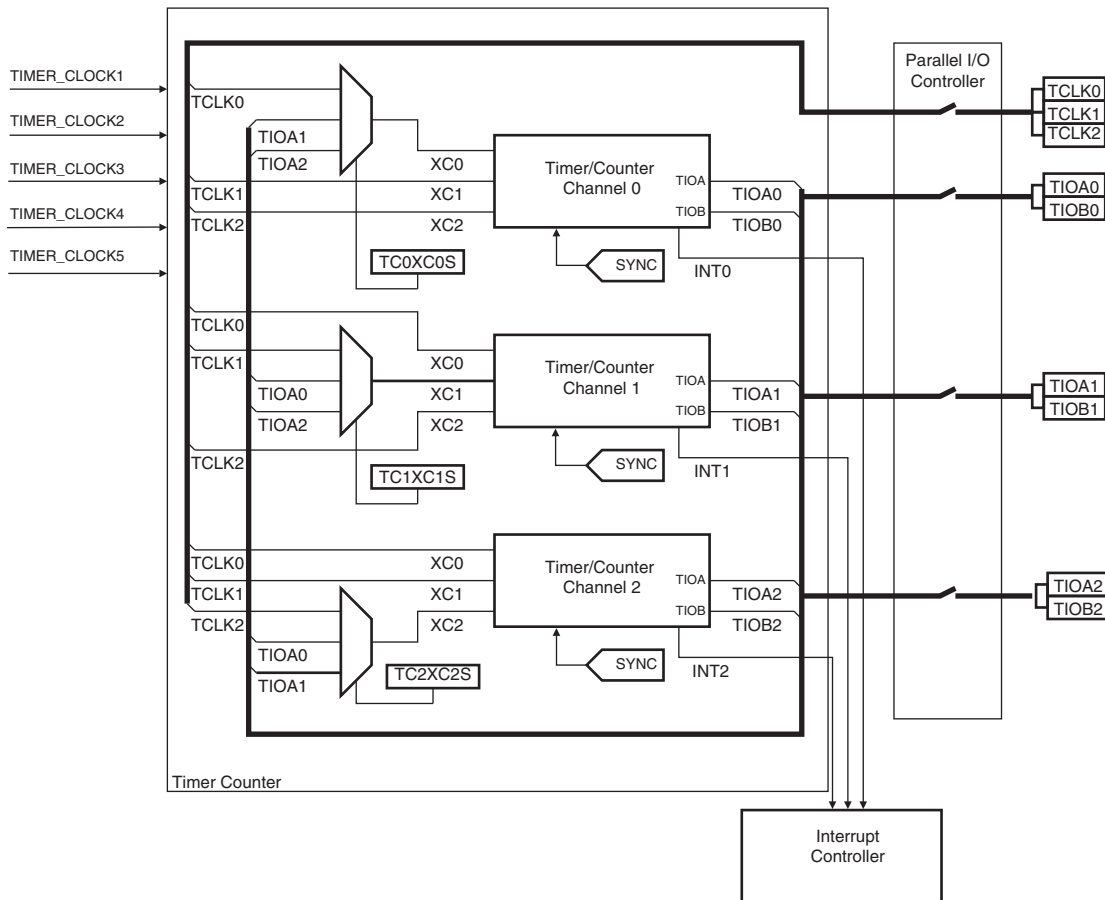 TIMER_CLOCK1
TIMER_CLOCK2
TIMER_CLOCK3
TIMER_CLOCK4
TIMER_CLOCK5
TCLK0
TIOA1
TIOA2
TCLK1
TCLK2
XC0
XC1
XC2
TC0XC0S
Timer/Counter
Channel 0
TIOA
TIOB
TIOA0
TIOB0
SYNC
INT0
TCLK0
TCLK1
TIOA0
TIOA2
TCLK2
XC0
XC1
XC2
TC1XC1S
Timer/Counter
Channel 1
TIOA
TIOB
TIOA1
TIOB1
SYNC
INT1
TCLK0
TCLK1
TCLK2
TIOA0
TIOA1
XC0
XC1
XC2
TC2XC2S
Timer/Counter
Channel 2
TIOA
TIOB
TIOA2
TIOB2
SYNC
INT2
Timer Counter
Parallel I/O
Controller
TCLK0
TCLK1
TCLK2
TIOA0
TIOB0
TIOA1
TIOB1
TIOA2
TIOB2
Interrupt
Controller